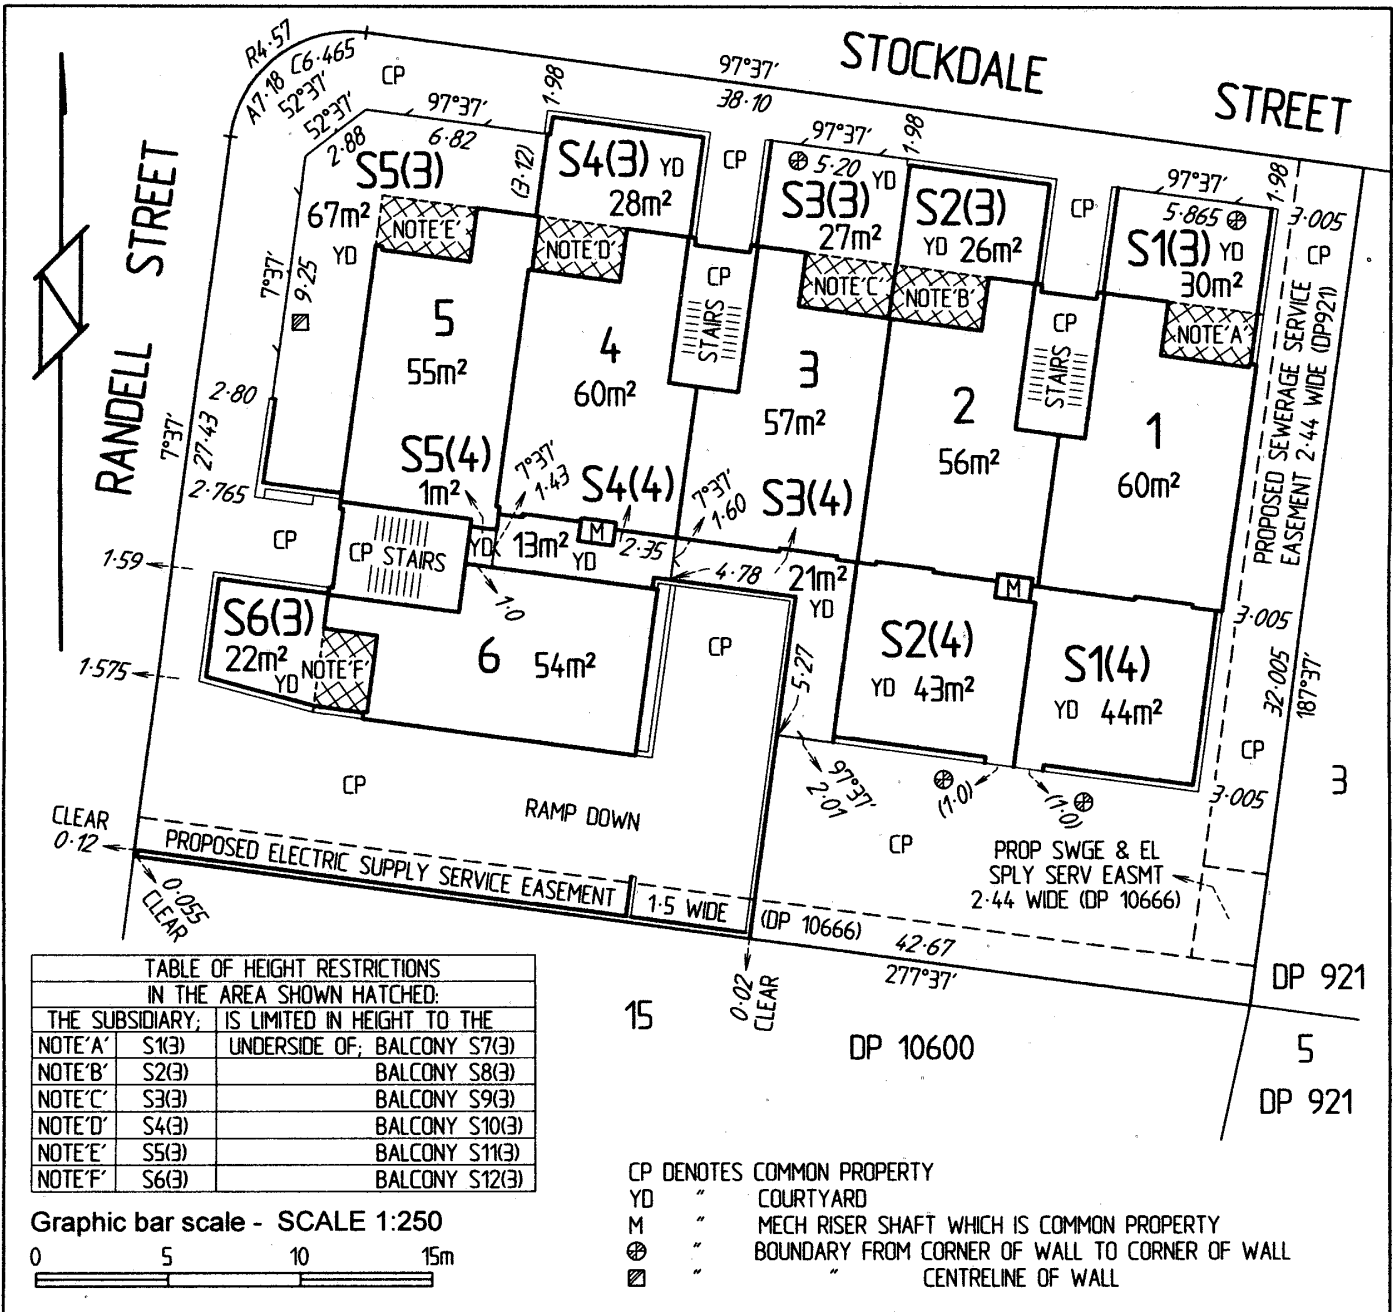 STOCKDALE STREET
RANDELL STREET
R4·57
A7·18 C6·465
52°37'
52°37'
2·88
CP
97°37'
6·82
1·98
(3·12)
97°37'
38·10
97°37'
5·20
1·98
97°37'
5·865
1·98
3·005
CP
S5(3)
67m²
YD
NOTE'E'
S4(3) YD
28m²
NOTE'D'
CP
S3(3) YD
27m²
NOTE'C'
S2(3)
YD 26m²
NOTE'B'
CP
S1(3) YD
30m²
NOTE'A'
7°37'
9·25
5
55m²
4
60m²
CP
STAIRS
3
57m²
2
56m²
CP
STAIRS
1
60m²
PROPOSED SEWERAGE SERVICE
EASEMENT 2·44 WIDE (DP921)
2·80
7°37'
27·43
2·765
S5(4)
1m²
YD
7°37'
1·43
S4(4)
13m²
YD
M
2·35
7°37'
1·60
S3(4)
4·78
21m²
YD
M
CP
CP STAIRS
1·0
1·59
1·575
S6(3)
22m²
YD
NOTE'F'
6 54m²
CP
5·27
S2(4)
YD 43m²
S1(4)
YD 44m²
3·005
32·005
187°37'
CP
3·005
3
97°37'
2·01
(1·0)
(1·0)
CP
RAMP DOWN
CP
PROP SWGE & EL
SPLY SERV EASMT
2·44 WIDE (DP 10666)
CLEAR
0·12
0·055
CLEAR
PROPOSED ELECTRIC SUPPLY SERVICE EASEMENT
1·5 WIDE
(DP 10666)
42·67
277°37'
0·02
CLEAR
DP 921
15
DP 10600
5
DP 921
TABLE OF HEIGHT RESTRICTIONS
IN THE AREA SHOWN HATCHED:
THE SUBSIDIARY; IS LIMITED IN HEIGHT TO THE
NOTE'A' S1(3) UNDERSIDE OF; BALCONY S7(3)
NOTE'B' S2(3) BALCONY S8(3)
NOTE'C' S3(3) BALCONY S9(3)
NOTE'D' S4(3) BALCONY S10(3)
NOTE'E' S5(3) BALCONY S11(3)
NOTE'F' S6(3) BALCONY S12(3)
Graphic bar scale - SCALE 1:250
0 5 10 15m
CP DENOTES COMMON PROPERTY
YD " COURTYARD
M " MECH RISER SHAFT WHICH IS COMMON PROPERTY
" BOUNDARY FROM CORNER OF WALL TO CORNER OF WALL
" " CENTRELINE OF WALL